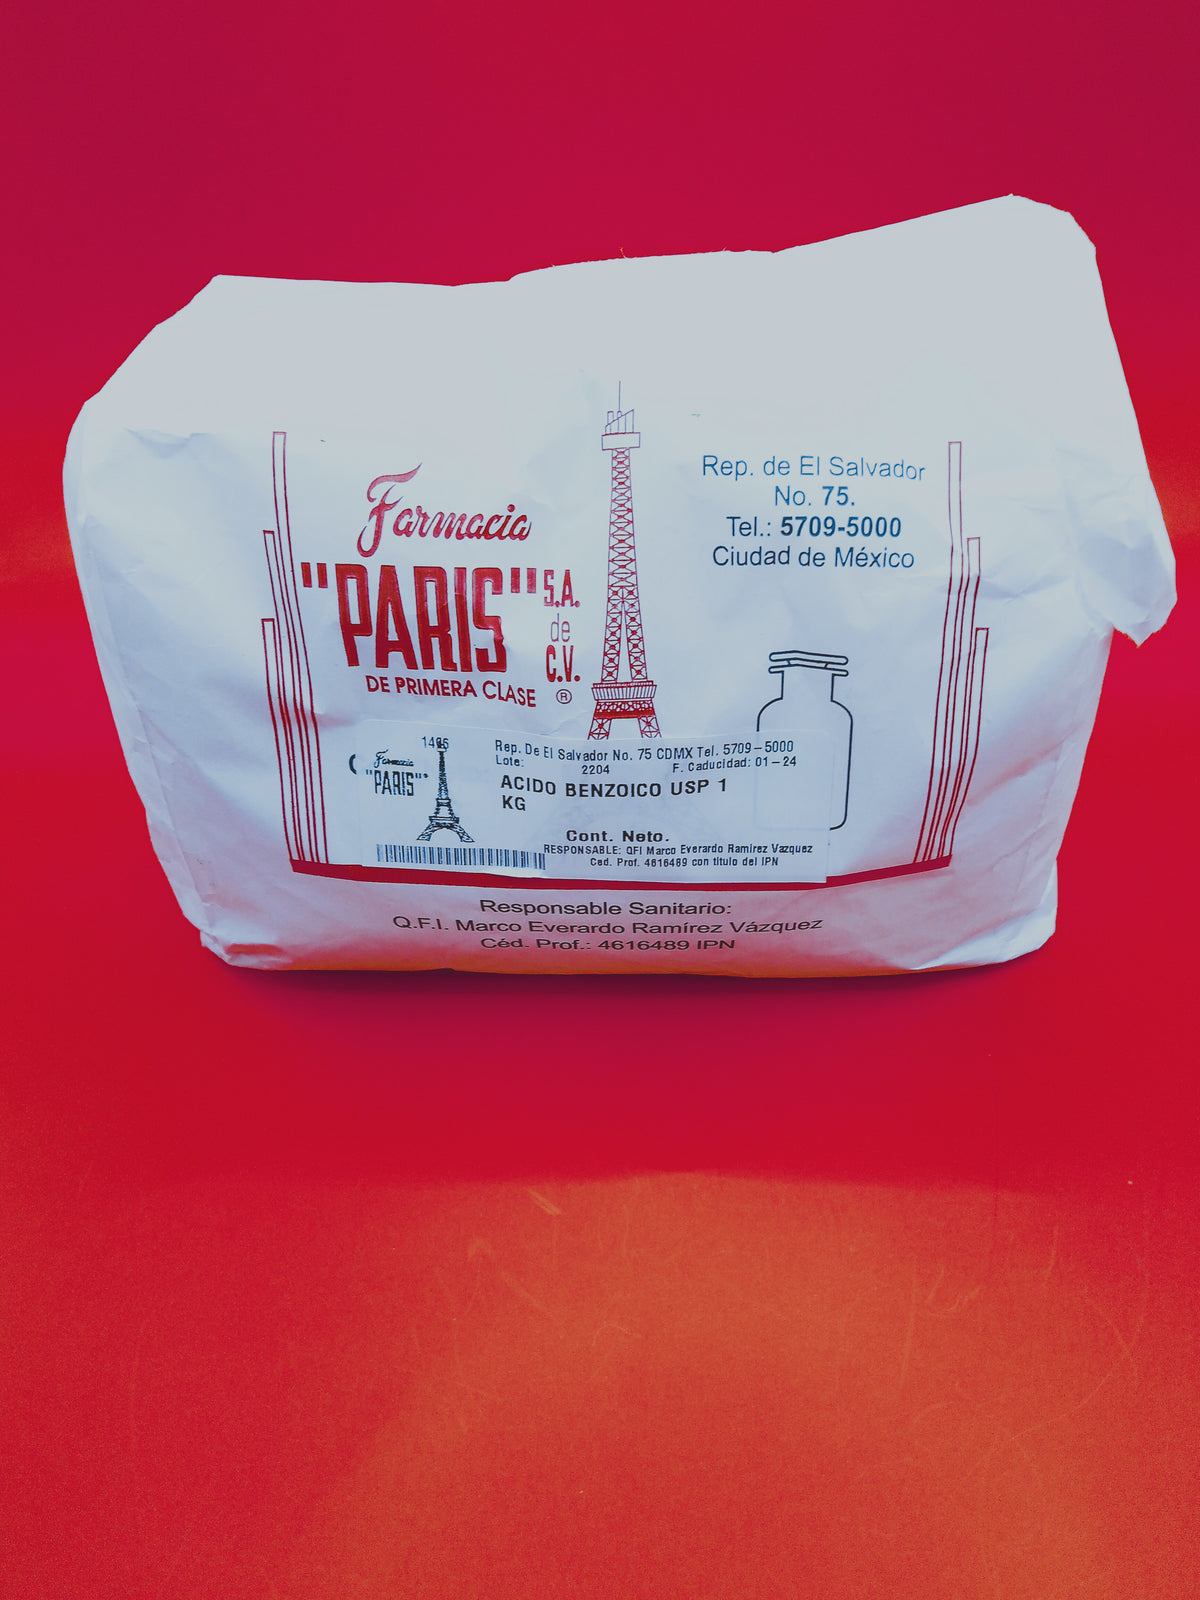 Farmacia
"PARIS" S.A.
de
C.V.
DE PRIMERA CLASE ®
Rep. de El Salvador
No. 75.
Tel.: 5709-5000
Ciudad de México
Farmacia
"PARIS"
Rep. De El Salvador No. 75 CDMX Tel. 5709-5000
Lote: 2204 F. Caducidad: 01-24
ACIDO BENZOICO USP 1
KG
Cont. Neto.
RESPONSABLE: QFI Marco Everardo Ramirez Vazquez
Ced. Prof. 4616489 con titulo del IPN
Responsable Sanitario:
Q.F.I. Marco Everardo Ramírez Vázquez
Céd. Prof.: 4616489 IPN